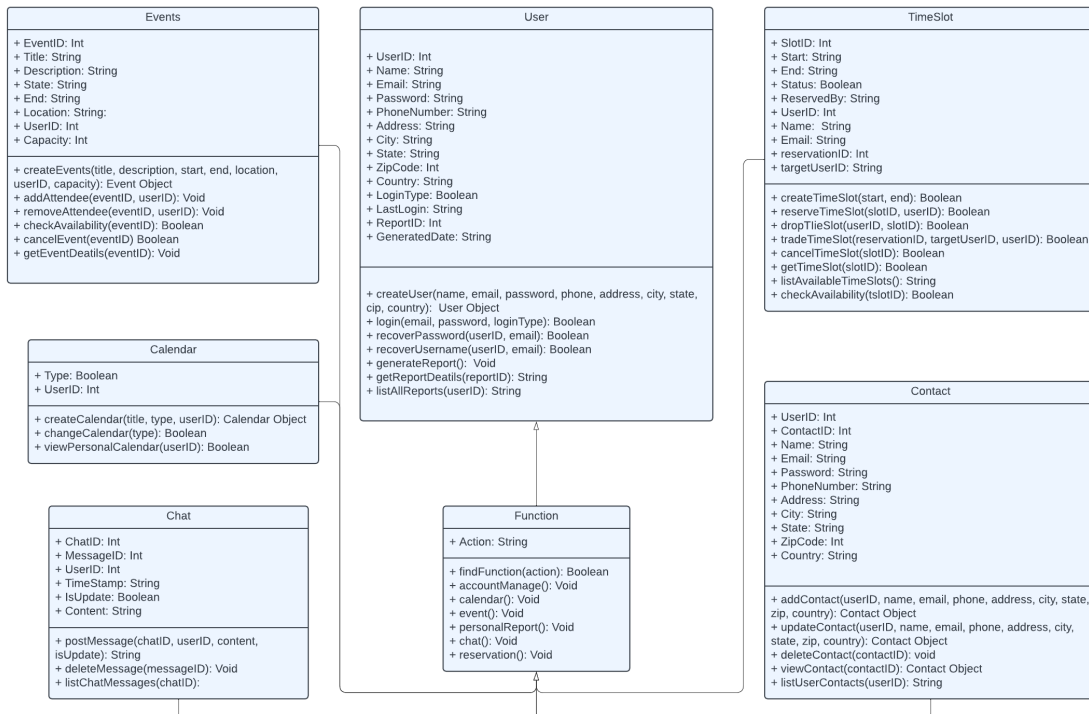 Events
+ EventID: Int
+ Title: String
+ Description: String
+ State: String
+ End: String
+ Location: String:
+ UserID: Int
+ Capacity: Int
+ createEvents(title, description, start, end, location,
userID, capacity): Event Object
+ addAttendee(eventID, userID): Void
+ removeAttendee(eventID, userID): Void
+ checkAvailability(eventID): Boolean
+ cancelEvent(eventID) Boolean
+ getEventDeatils(eventID): Void
User
+ UserID: Int
+ Name: String
+ Email: String
+ Password: String
+ PhoneNumber: String
+ Address: String
+ City: String
+ State: String
+ ZipCode: Int
+ Country: String
+ LoginType: Boolean
+ LastLogin: String
+ ReportID: Int
+ GeneratedDate: String
+ createUser(name, email, password, phone, address, city, state,
cip, country): User Object
+ login(email, password, loginType): Boolean
+ recoverPassword(userID, email): Boolean
+ recoverUsername(userID, email): Boolean
+ generateReport(): Void
+ getReportDeatils(reportID): String
+ listAllReports(userID): String
TimeSlot
+ SlotID: Int
+ Start: String
+ End: String
+ Status: Boolean
+ ReservedBy: String
+ UserID: Int
+ Name: String
+ Email: String
+ reservationID: Int
+ targetUserID: String
+ createTimeSlot(start, end): Boolean
+ reserveTimeSlot(slotID, userID): Boolean
+ dropTIieSlot(userID, slotID): Boolean
+ tradeTimeSlot(reservationID, targetUserID, userID): Boolean
+ cancelTimeSlot(slotID): Boolean
+ getTimeSlot(slotID): Boolean
+ listAvailableTimeSlots(): String
+ checkAvailability(tslotID): Boolean
Calendar
+ Type: Boolean
+ UserID: Int
+ createCalendar(title, type, userID): Calendar Object
+ changeCalendar(type): Boolean
+ viewPersonalCalendar(userID): Boolean
Contact
+ UserID: Int
+ ContactID: Int
+ Name: String
+ Email: String
+ Password: String
+ PhoneNumber: String
+ Address: String
+ City: String
+ State: String
+ ZipCode: Int
+ Country: String
+ addContact(userID, name, email, phone, address, city, state,
zip, country): Contact Object
+ updateContact(userID, name, email, phone, address, city,
state, zip, country): Contact Object
+ deleteContact(contactID): void
+ viewContact(contactID): Contact Object
+ listUserContacts(userID): String
Chat
+ ChatID: Int
+ MessageID: Int
+ UserID: Int
+ TimeStamp: String
+ IsUpdate: Boolean
+ Content: String
+ postMessage(chatID, userID, content,
isUpdate): String
+ deleteMessage(messageID): Void
+ listChatMessages(chatID):
Function
+ Action: String
+ findFunction(action): Boolean
+ accountManage(): Void
+ calendar(): Void
+ event(): Void
+ personalReport(): Void
+ chat(): Void
+ reservation(): Void